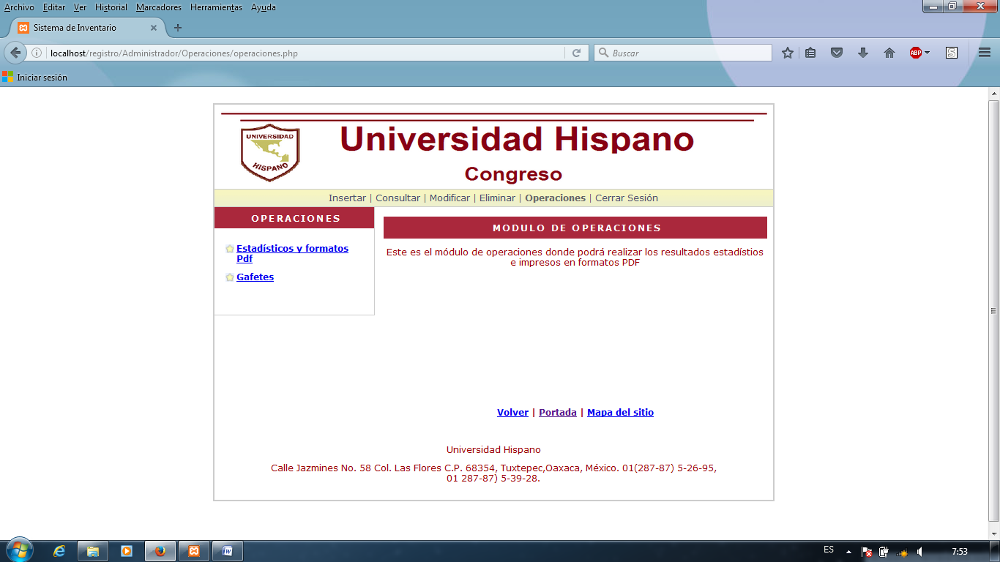 Archivo Editar Ver Historial Marcadores Herramientas Ayuda
Sistema de Inventario
localhost/registro/Administrador/Operaciones/operaciones.php
Buscar
ABP
S
Iniciar sesión
UNIVERSIDAD
HISPANO
Universidad Hispano
Congreso
Insertar | Consultar | Modificar | Eliminar | Operaciones | Cerrar Sesión
OPERACIONES
Estadísticos y formatos
Pdf
Gafetes
MODULO DE OPERACIONES
Este es el módulo de operaciones donde podrá realizar los resultados estadístios
e impresos en formatos PDF
Volver | Portada | Mapa del sitio
Universidad Hispano
Calle Jazmines No. 58 Col. Las Flores C.P. 68354, Tuxtepec,Oaxaca, México. 01(287-87) 5-26-95,
01 287-87) 5-39-28.
ES
7:53